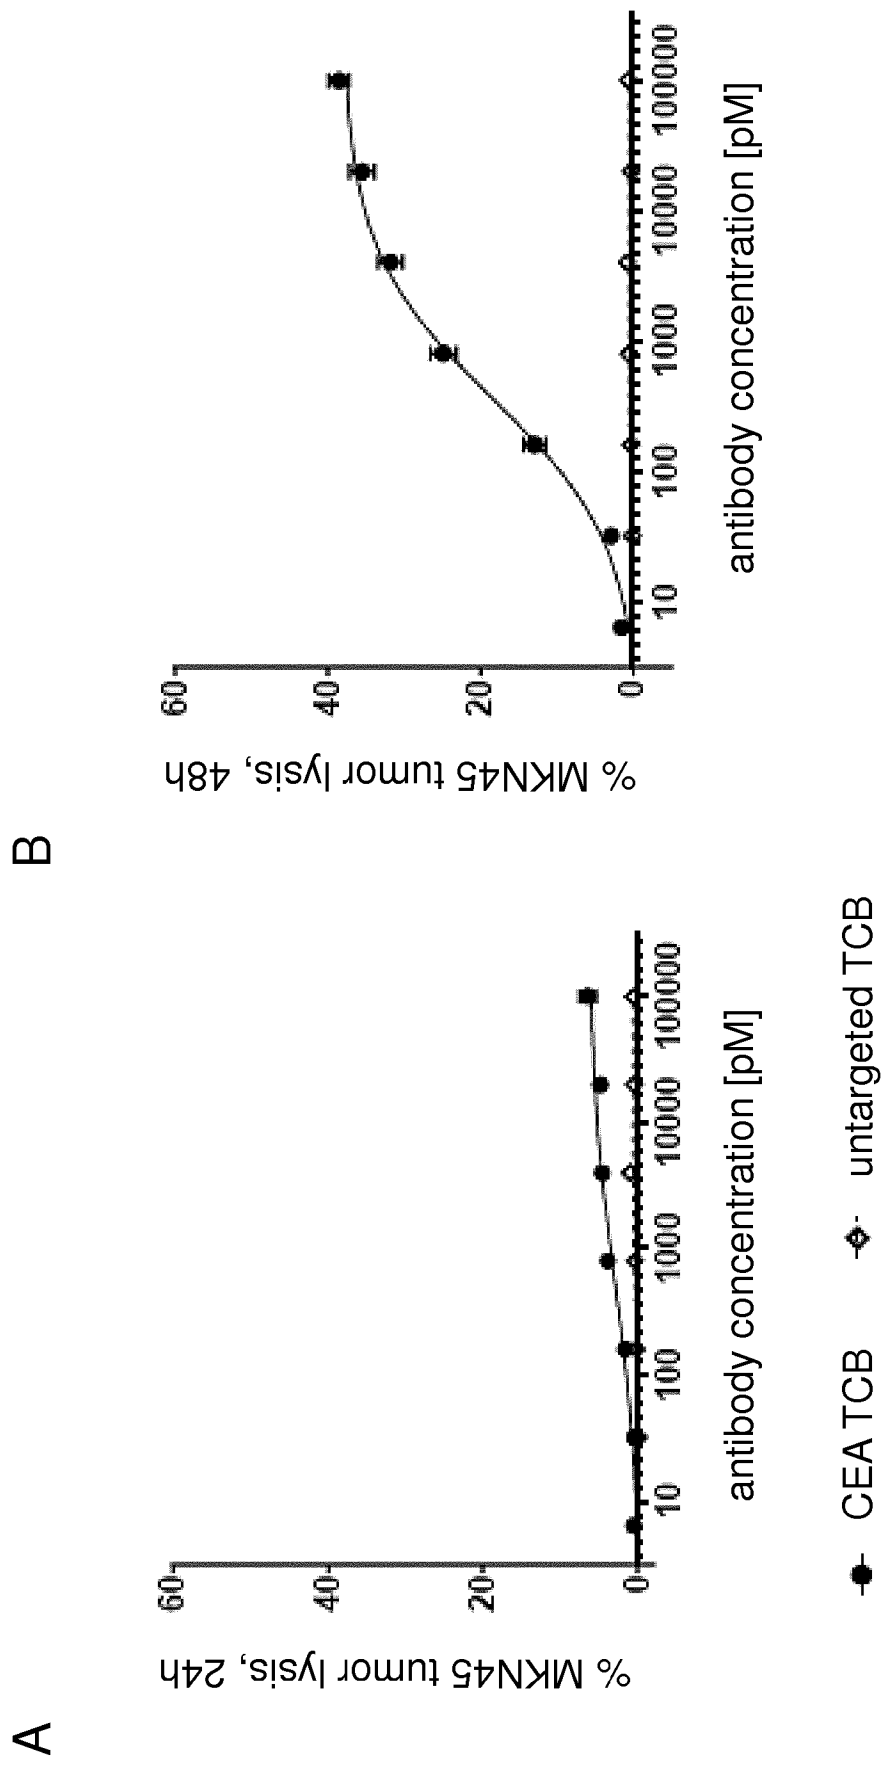 A
% MKN45 tumor lysis, 24h
60
40
20
0
10
100
1000
10000
100000
antibody concentration [pM]
B
% MKN45 tumor lysis, 48h
60
40
20
0
10
100
1000
10000
100000
antibody concentration [pM]
CEA TCB
untargeted TCB